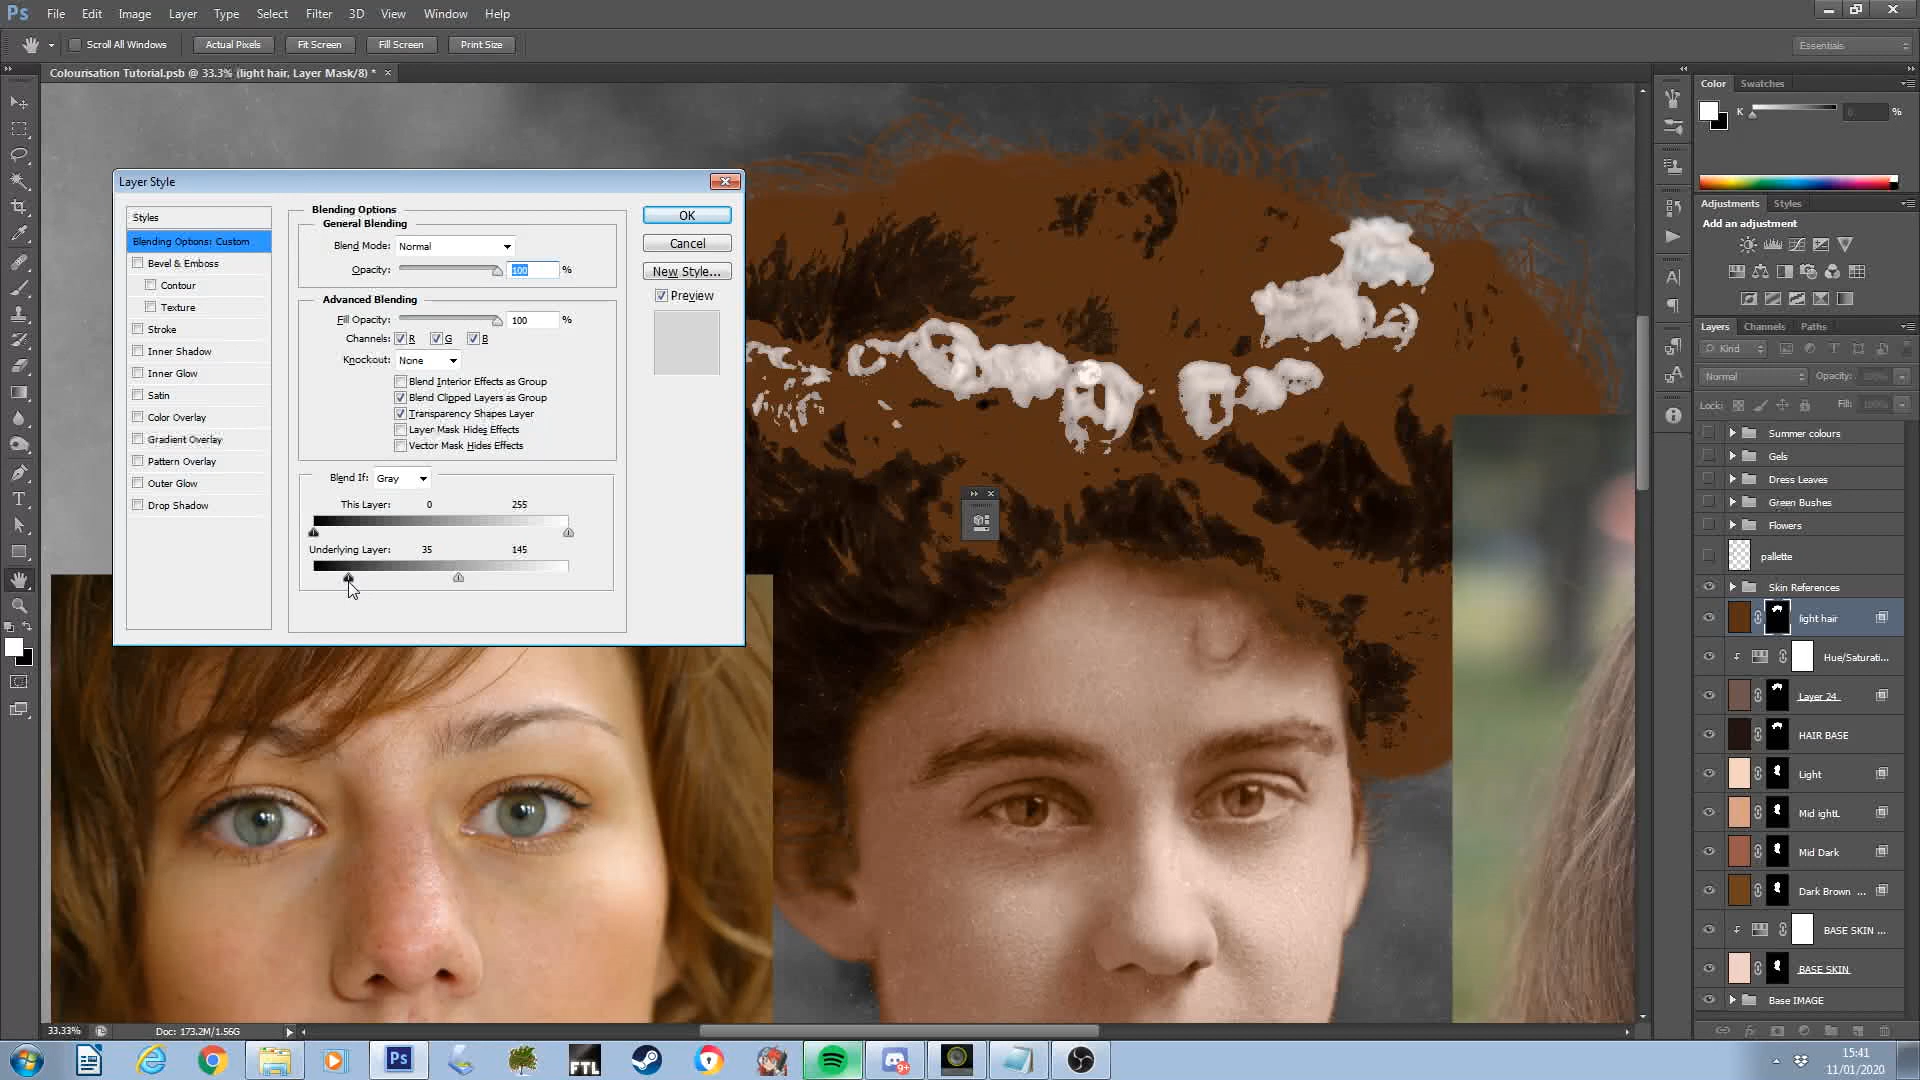 Ps File Edit Image Layer Type Select Filter 3D View Window Help
Scroll All Windows Actual Pixels Fit Screen Fill Screen Print Size Essentials
Colourisation Tutorial.psb @ 33.3% (light hair, Layer Mask/8) * ×
Layer Style
Styles
Blending Options: Custom
Bevel & Emboss
Contour
Texture
Stroke
Inner Shadow
Inner Glow
Satin
Color Overlay
Gradient Overlay
Pattern Overlay
Outer Glow
Drop Shadow
Blending Options
General Blending
Blend Mode: Normal
Opacity: 100 %
Advanced Blending
Fill Opacity: 100 %
Channels: R G B
Knockout: None
Blend Interior Effects as Group
Blend Clipped Layers as Group
Transparency Shapes Layer
Layer Mask Hides Effects
Vector Mask Hides Effects
Blend If: Gray
This Layer: 0 255
Underlying Layer: 35 145
OK
Cancel
New Style...
Preview
Color Swatches
K 0 %
Adjustments Styles
Add an adjustment
Layers Channels Paths
Kind
Normal Opacity: 100%
Lock: Fill: 100%
Summer colours
Gels
Dress Leaves
Green Bushes
Flowers
pallette
Skin References
light hair
Hue/Saturati...
Layer 24
HAIR BASE
Light
Mid ightL
Mid Dark
Dark Brown ...
BASE SKIN ...
BASE SKIN
Base IMAGE
33.33% Doc: 173.2M/1.56G
Ps FTL 9+
15:41
11/01/2020